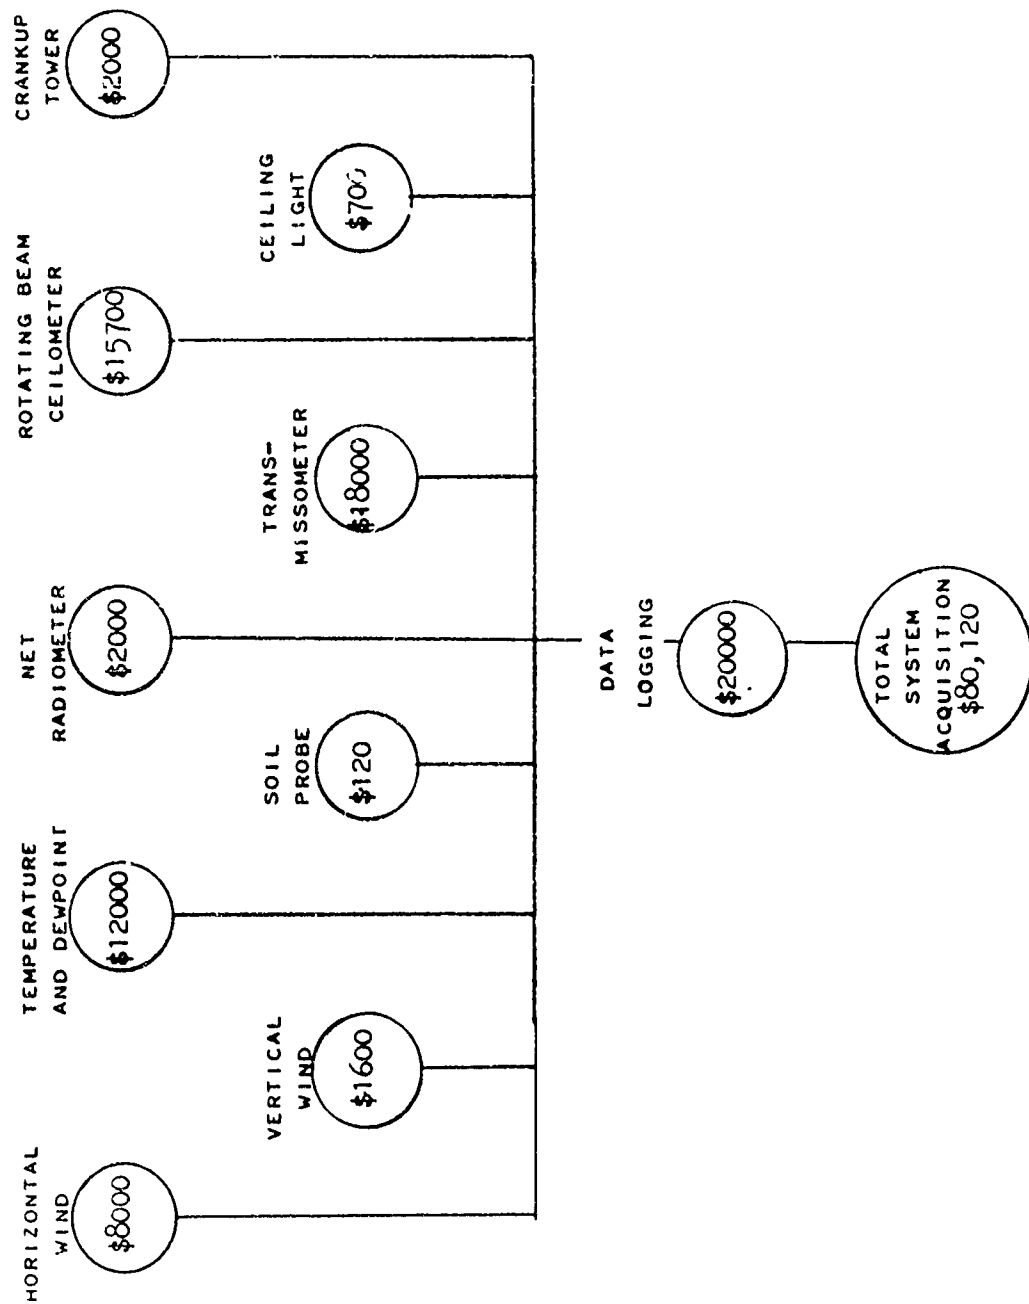 HORIZONTAL
WIND
$8000
VERTICAL
WIND
$1600
TEMPERATURE
AND DEWPOINT
$12000
SOIL
PROBE
$120
NET
RADIOMETER
$2000
TRANS-
MISSOMETER
$18000
ROTATING BEAM
CEILOMETER
$15700
CEILING
LIGHT
$700
CRANKUP
TOWER
$2000
DATA
LOGGING
$20000
TOTAL
SYSTEM
ACQUISITION
$80,120